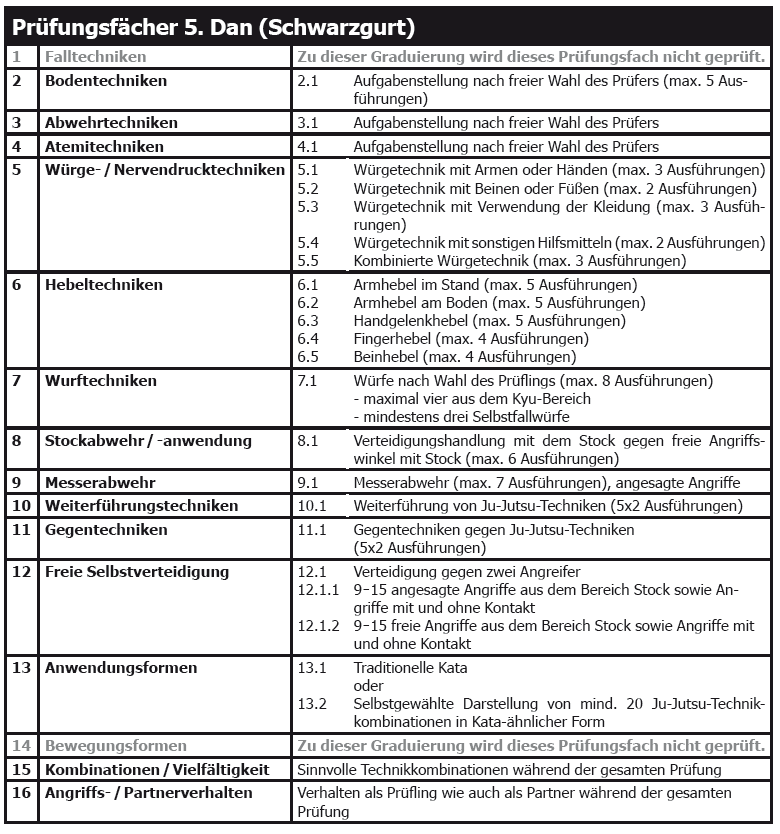 Prüfungsfächer 5. Dan (Schwarzgurt)
1 Falltechniken Zu dieser Graduierung wird dieses Prüfungsfach nicht geprüft.
2 Bodentechniken 2.1 Aufgabenstellung nach freier Wahl des Prüfers (max. 5 Aus-
führungen)
3 Abwehrtechniken 3.1 Aufgabenstellung nach freier Wahl des Prüfers
4 Atemitechniken 4.1 Aufgabenstellung nach freier Wahl des Prüfers
5 Würge- / Nervendrucktechniken 5.1 Würgetechnik mit Armen oder Händen (max. 3 Ausführungen)
5.2 Würgetechnik mit Beinen oder Füßen (max. 2 Ausführungen)
5.3 Würgetechnik mit Verwendung der Kleidung (max. 3 Ausfüh-
rungen)
5.4 Würgetechnik mit sonstigen Hilfsmitteln (max. 2 Ausführungen)
5.5 Kombinierte Würgetechnik (max. 3 Ausführungen)
6 Hebeltechniken 6.1 Armhebel im Stand (max. 5 Ausführungen)
6.2 Armhebel am Boden (max. 5 Ausführungen)
6.3 Handgelenkhebel (max. 5 Ausführungen)
6.4 Fingerhebel (max. 4 Ausführungen)
6.5 Beinhebel (max. 4 Ausführungen)
7 Wurftechniken 7.1 Würfe nach Wahl des Prüflings (max. 8 Ausführungen)
- maximal vier aus dem Kyu-Bereich
- mindestens drei Selbstfallwürfe
8 Stockabwehr / -anwendung 8.1 Verteidigungshandlung mit dem Stock gegen freie Angriffs-
winkel mit Stock (max. 6 Ausführungen)
9 Messerabwehr 9.1 Messerabwehr (max. 7 Ausführungen), angesagte Angriffe
10 Weiterführungstechniken 10.1 Weiterführung von Ju-Jutsu-Techniken (5x2 Ausführungen)
11 Gegentechniken 11.1 Gegentechniken gegen Ju-Jutsu-Techniken
(5x2 Ausführungen)
12 Freie Selbstverteidigung 12.1 Verteidigung gegen zwei Angreifer
12.1.1 9-15 angesagte Angriffe aus dem Bereich Stock sowie An-
griffe mit und ohne Kontakt
12.1.2 9-15 freie Angriffe aus dem Bereich Stock sowie Angriffe mit
und ohne Kontakt
13 Anwendungsformen 13.1 Traditionelle Kata
oder
13.2 Selbstgewählte Darstellung von mind. 20 Ju-Jutsu-Technik-
kombinationen in Kata-ähnlicher Form
14 Bewegungsformen Zu dieser Graduierung wird dieses Prüfungsfach nicht geprüft.
15 Kombinationen / Vielfältigkeit Sinnvolle Technikkombinationen während der gesamten Prüfung
16 Angriffs- / Partnerverhalten Verhalten als Prüfling wie auch als Partner während der gesamten
Prüfung